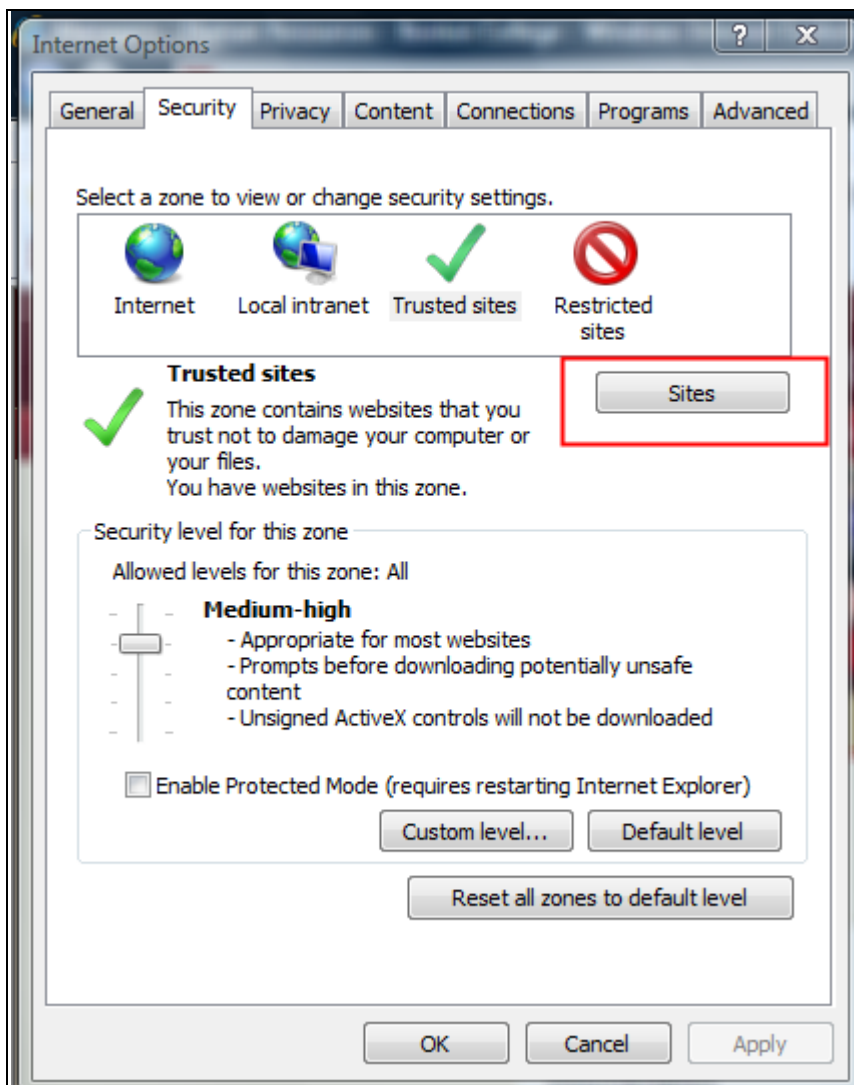 Internet Options
?
X
General Security Privacy Content Connections Programs Advanced
Select a zone to view or change security settings.
Internet Local intranet Trusted sites Restricted
sites
Trusted sites
Sites
This zone contains websites that you
trust not to damage your computer or
your files.
You have websites in this zone.
Security level for this zone
Allowed levels for this zone: All
Medium-high
- Appropriate for most websites
- Prompts before downloading potentially unsafe
content
- Unsigned ActiveX controls will not be downloaded
Enable Protected Mode (requires restarting Internet Explorer)
Custom level... Default level
Reset all zones to default level
OK Cancel Apply